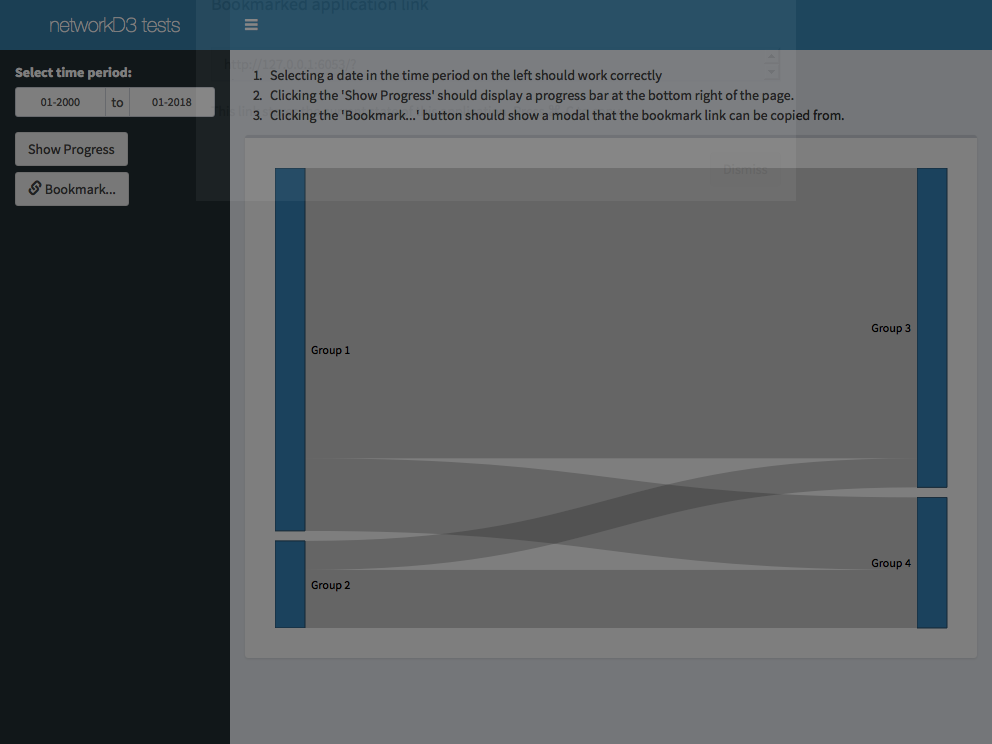 Bookmarked application link
networkD3 tests
Select time period:
01-2000 to 01-2018
Show Progress
Bookmark...
1. Selecting a date in the time period on the left should work correctly
2. Clicking the 'Show Progress' should display a progress bar at the bottom right of the page.
3. Clicking the 'Bookmark...' button should show a modal that the bookmark link can be copied from.
Dismiss
Group 1
Group 3
Group 2
Group 4